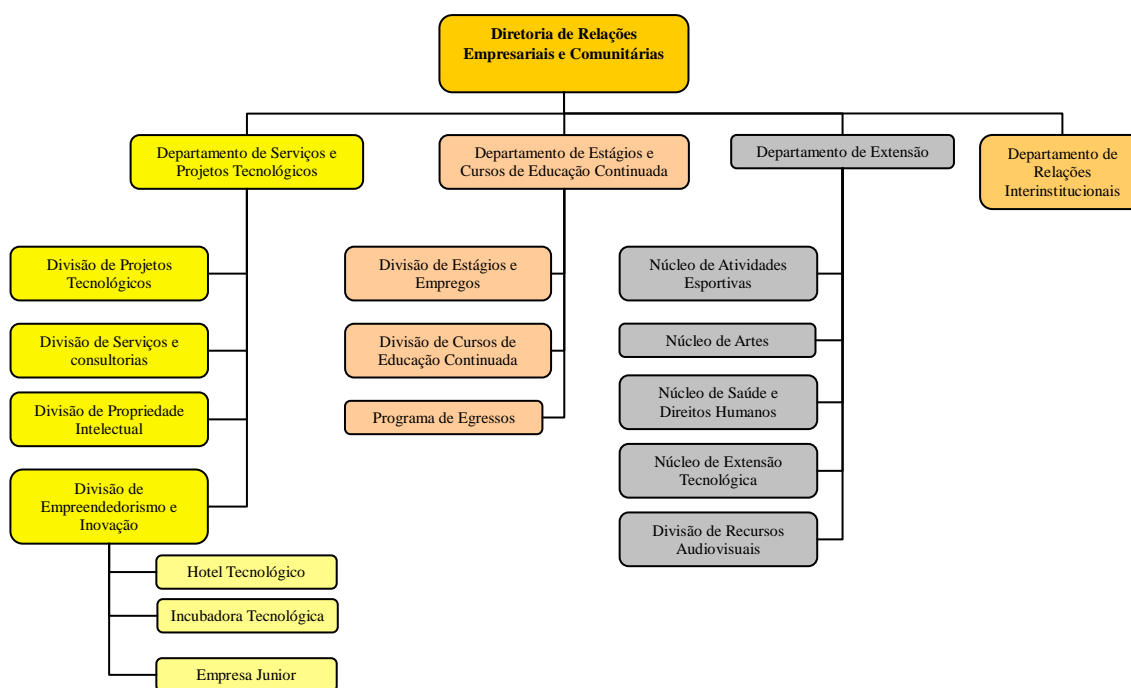 Diretoria de Relações
Empresariais e Comunitárias
Departamento de Serviços e
Projetos Tecnológicos
Departamento de Estágios e
Cursos de Educação Continuada
Departamento de Extensão
Departamento de
Relações
Interinstitucionais
Divisão de Projetos
Tecnológicos
Divisão de Serviços e
consultorias
Divisão de Propriedade
Intelectual
Divisão de
Empreendedorismo e
Inovação
Hotel Tecnológico
Incubadora Tecnológica
Empresa Junior
Divisão de Estágios e
Empregos
Divisão de Cursos de
Educação Continuada
Programa de Egressos
Núcleo de Atividades
Esportivas
Núcleo de Artes
Núcleo de Saúde e
Direitos Humanos
Núcleo de Extensão
Tecnológica
Divisão de Recursos
Audiovisuais